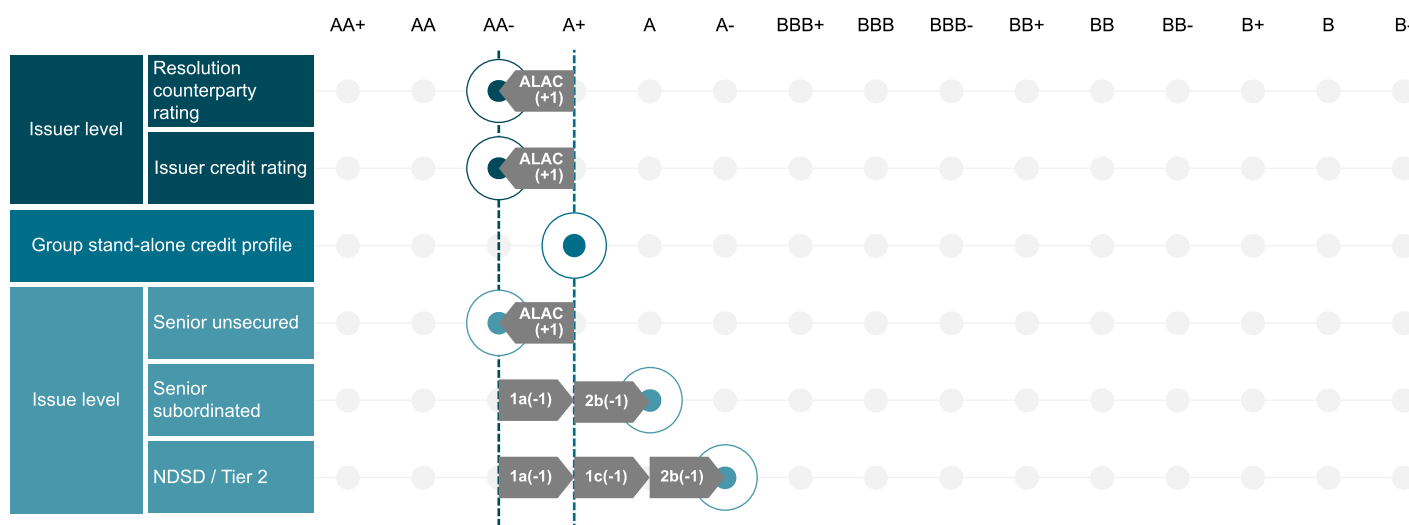 AA+ AA AA- A+ A A- BBB+ BBB BBB- BB+ BB BB- B+ B B-
Issuer level
Resolution
counterparty
rating
ALAC
(+1)
Issuer credit rating
ALAC
(+1)
Group stand-alone credit profile
Issue level
Senior unsecured
ALAC
(+1)
Senior
subordinated
1a(-1) 2b(-1)
NDSD / Tier 2
1a(-1) 1c(-1) 2b(-1)